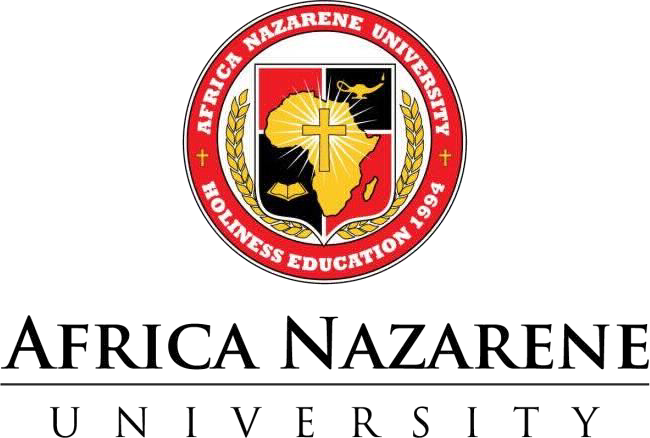 AFRICA NAZARENE UNIVERSITY
HOLINESS EDUCATION 1994
AFRICA NAZARENE
UNIVERSITY